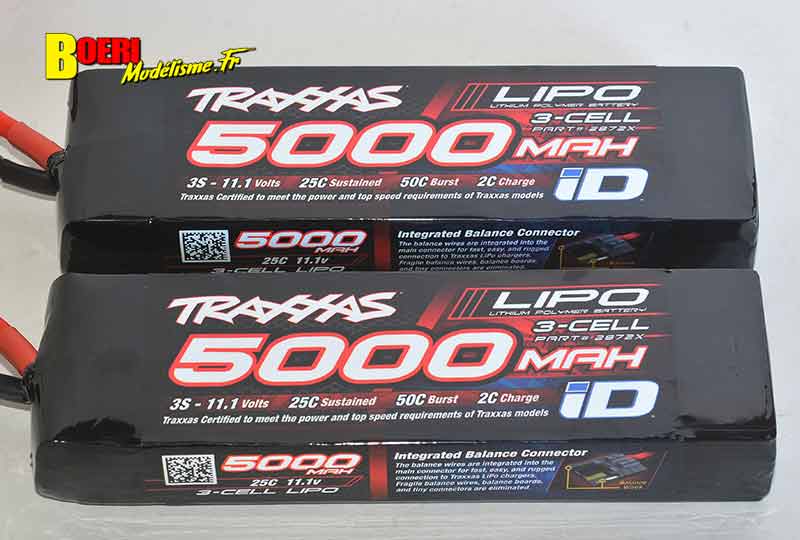 BOERI
Modélisme.Fr
TRAXXAS
LIPO
LITHIUM POLYMER BATTERY
3-CELL
PART# 2872X
5000 MAH
3S - 11.1 Volts 25C Sustained 50C Burst 2C Charge
Traxxas Certified to meet the power and top speed requirements of Traxxas models
iD
5000
MAH
25C 11.1v
3-CELL LIPO
Integrated Balance Connector
The balance wires are integrated into the
main connector for fast, easy, and rugged
connection to Traxxas LiPo chargers.
Fragile balance wires, balance boards,
and tiny connectors are eliminated.
TRAXXAS
LIPO
LITHIUM POLYMER BATTERY
3-CELL
PART# 2872X
5000 MAH
3S - 11.1 Volts 25C Sustained 50C Burst 2C Charge
Traxxas Certified to meet the power and top speed requirements of Traxxas models
iD
5000
MAH
25C 11.1v
3-CELL LIPO
Integrated Balance Connector
The balance wires are integrated into the
main connector for fast, easy, and rugged
connection to Traxxas LiPo chargers.
Fragile balance wires, balance boards,
and tiny connectors are eliminated.
Balance
Wires